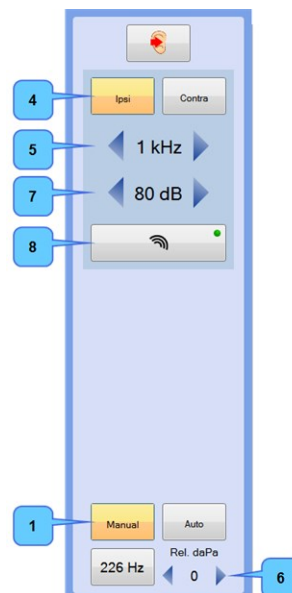 4
Ipsi Contra
5
1 kHz
7
80 dB
8
1
Manual Auto
Rel. daPa
226 Hz
0
6